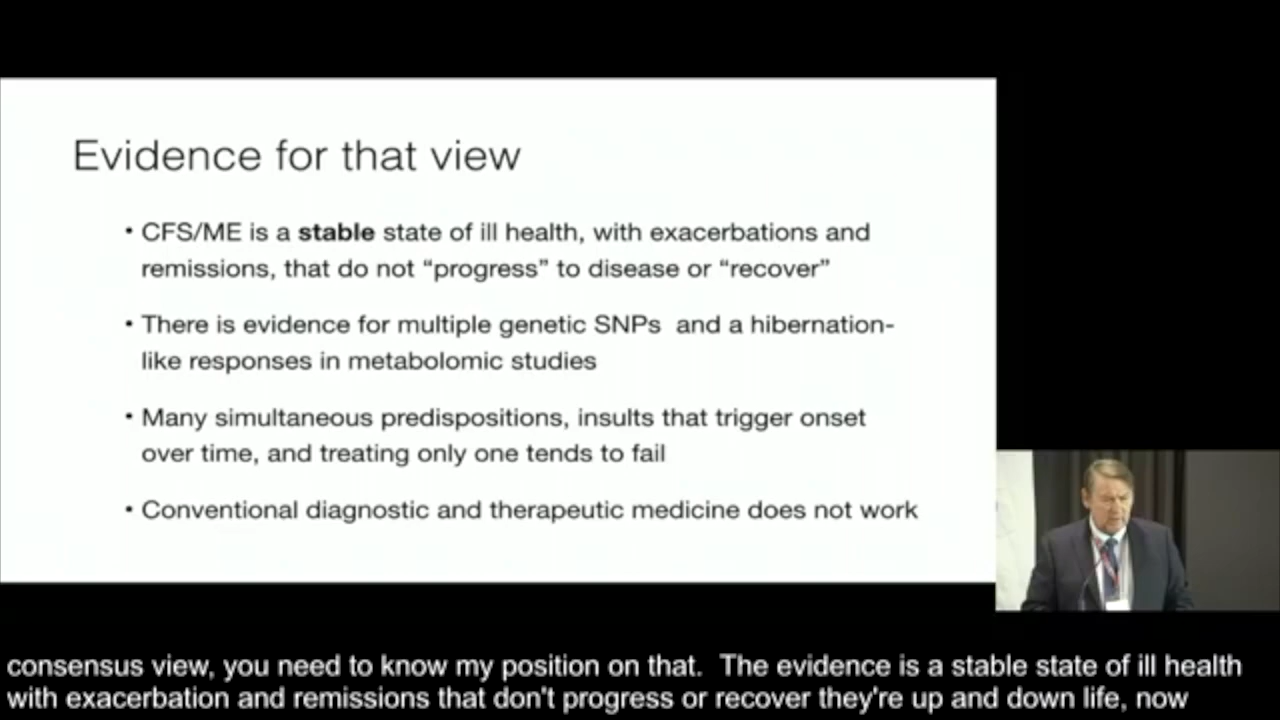 Evidence for that view
• CFS/ME is a stable state of ill health, with exacerbations and
remissions, that do not “progress” to disease or “recover”
• There is evidence for multiple genetic SNPs  and a hibernation-
like responses in metabolomic studies
• Many simultaneous predispositions, insults that trigger onset
over time, and treating only one tends to fail
• Conventional diagnostic and therapeutic medicine does not work
consensus view, you need to know my position on that.  The evidence is a stable state of ill health
with exacerbation and remissions that don't progress or recover they're up and down life, now